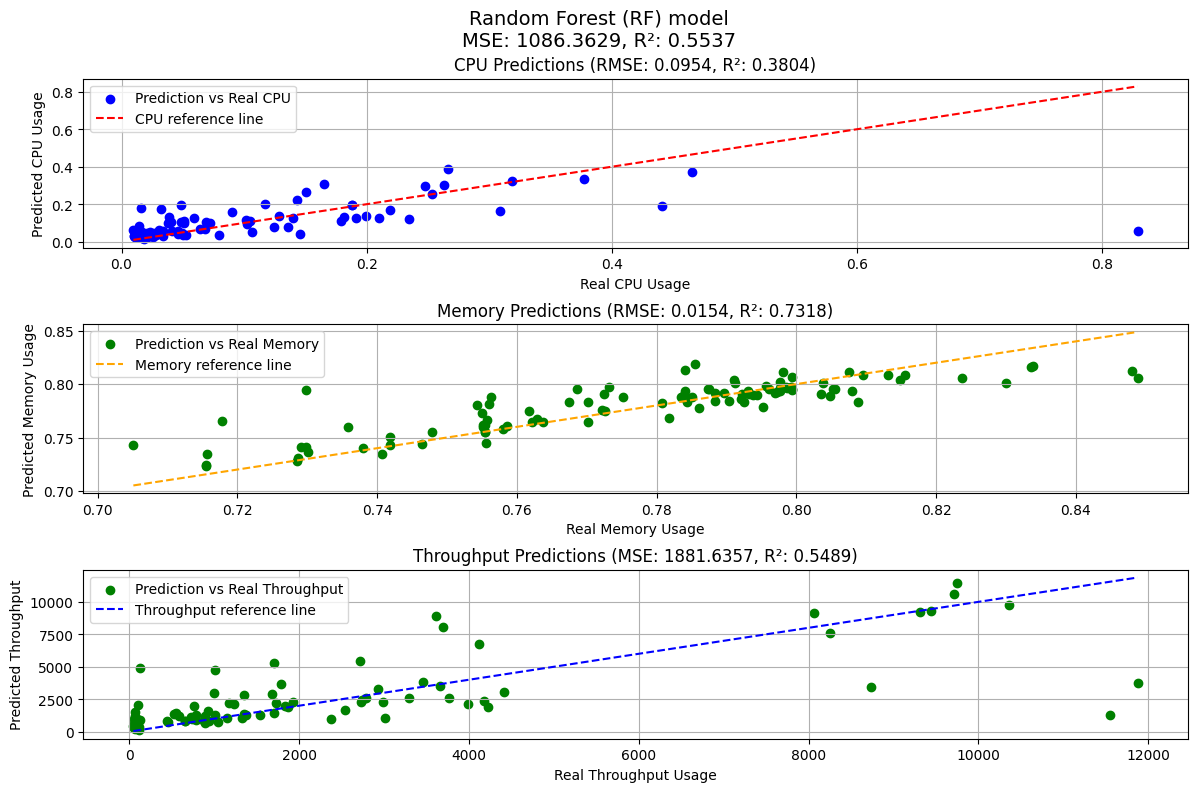 Random Forest (RF) model
MSE: 1086.3629, R²: 0.5537
CPU Predictions (RMSE: 0.0954, R²: 0.3804)
Predicted CPU Usage
0.8
0.6
0.4
0.2
0.0
Prediction vs Real CPU
CPU reference line
0.0 0.2 0.4 0.6 0.8
Real CPU Usage
Memory Predictions (RMSE: 0.0154, R²: 0.7318)
Predicted Memory Usage
0.85
0.80
0.75
0.70
Prediction vs Real Memory
Memory reference line
0.70 0.72 0.74 0.76 0.78 0.80 0.82 0.84
Real Memory Usage
Throughput Predictions (MSE: 1881.6357, R²: 0.5489)
Predicted Throughput
10000
7500
5000
2500
0
Prediction vs Real Throughput
Throughput reference line
0 2000 4000 6000 8000 10000 12000
Real Throughput Usage